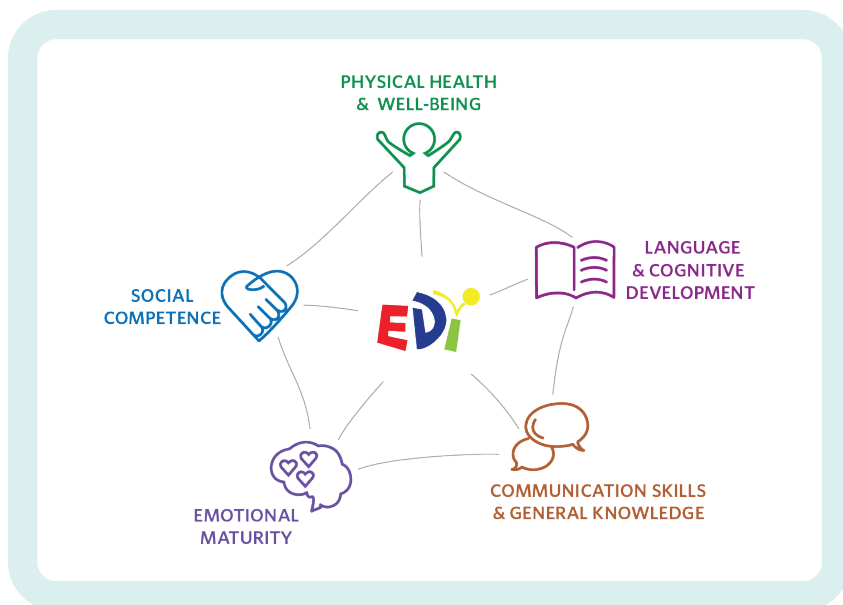 PHYSICAL HEALTH
& WELL-BEING
LANGUAGE
& COGNITIVE
DEVELOPMENT
SOCIAL
COMPETENCE
EDI
COMMUNICATION SKILLS
& GENERAL KNOWLEDGE
EMOTIONAL
MATURITY